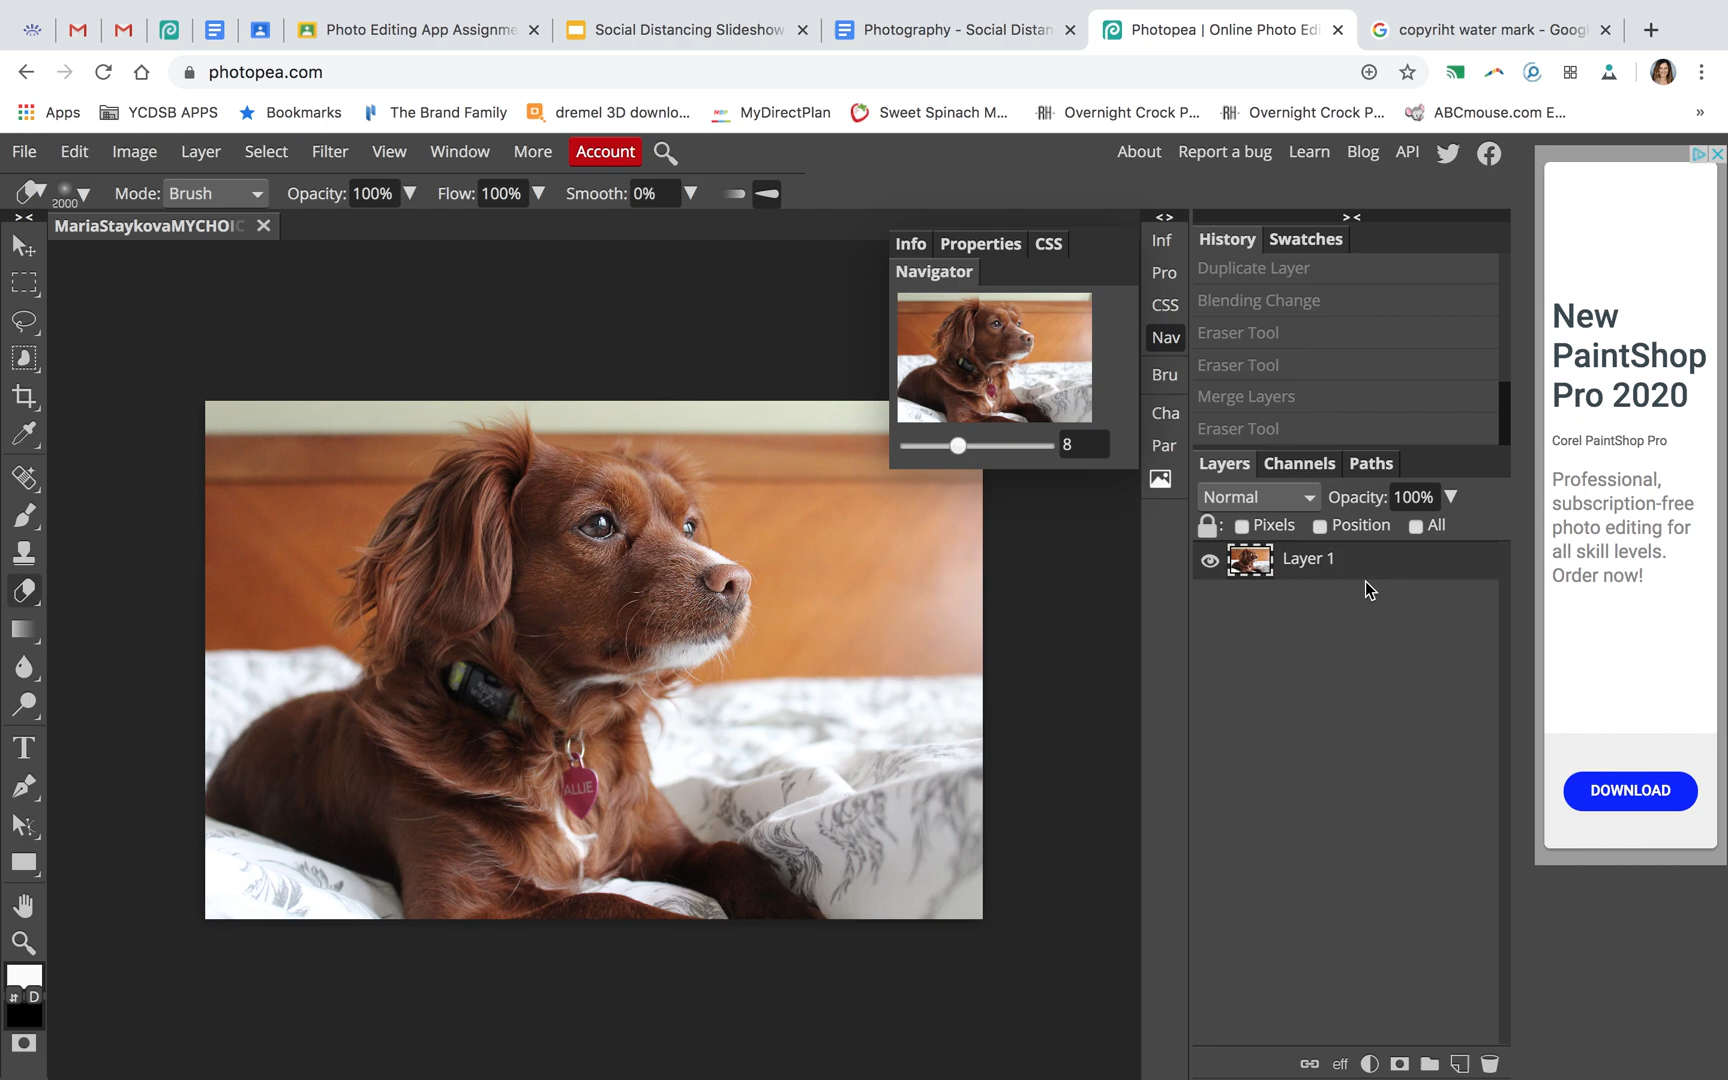 Photo Editing App Assignme
Social Distancing Slideshow
Photography - Social Distan
Photopea | Online Photo Edi
copyriht water mark - Googl
photopea.com
Apps
YCDSB APPS
Bookmarks
The Brand Family
dremel 3D downlo...
MyDirectPlan
Sweet Spinach M...
RH Overnight Crock P...
RH Overnight Crock P...
ABCmouse.com E...
»
File Edit Image Layer Select Filter View Window More Account
About Report a bug Learn Blog API
2000
Mode: Brush
Opacity: 100%
Flow: 100%
Smooth: 0%
> <
MariaStaykovaMYCHOIC
Info Properties CSS
Navigator
8
< >
Inf
Pro
CSS
Nav
Bru
Cha
Par
> <
History Swatches
Duplicate Layer
Blending Change
Eraser Tool
Eraser Tool
Merge Layers
Eraser Tool
Layers Channels Paths
Normal
Opacity: 100%
: Pixels Position All
Layer 1
ALLIE
T
D
eff
New
PaintShop
Pro 2020
Corel PaintShop Pro
Professional,
subscription-free
photo editing for
all skill levels.
Order now!
DOWNLOAD